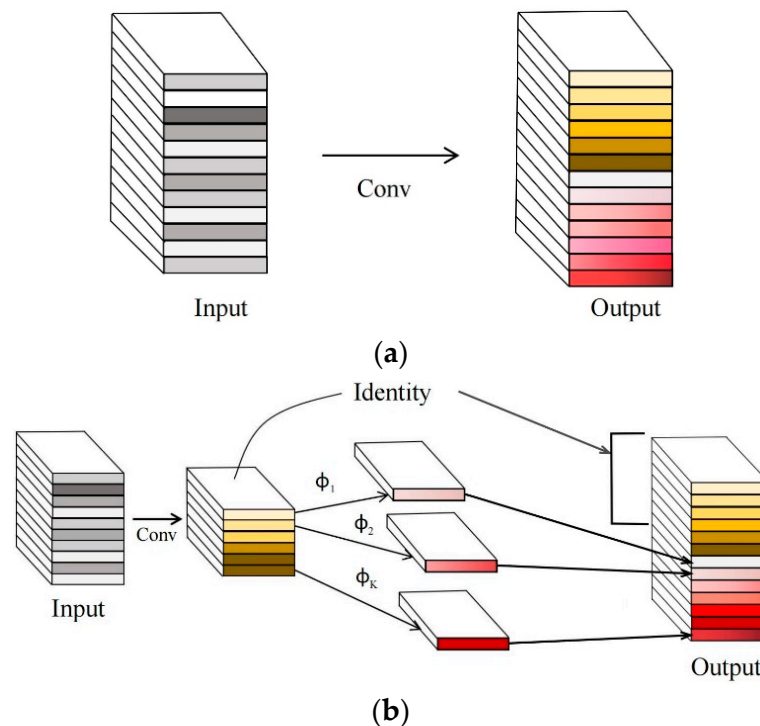 Conv
Input
Output
(a)
Identity
Φ1
Φ2
Conv
ΦK
Input
Output
(b)